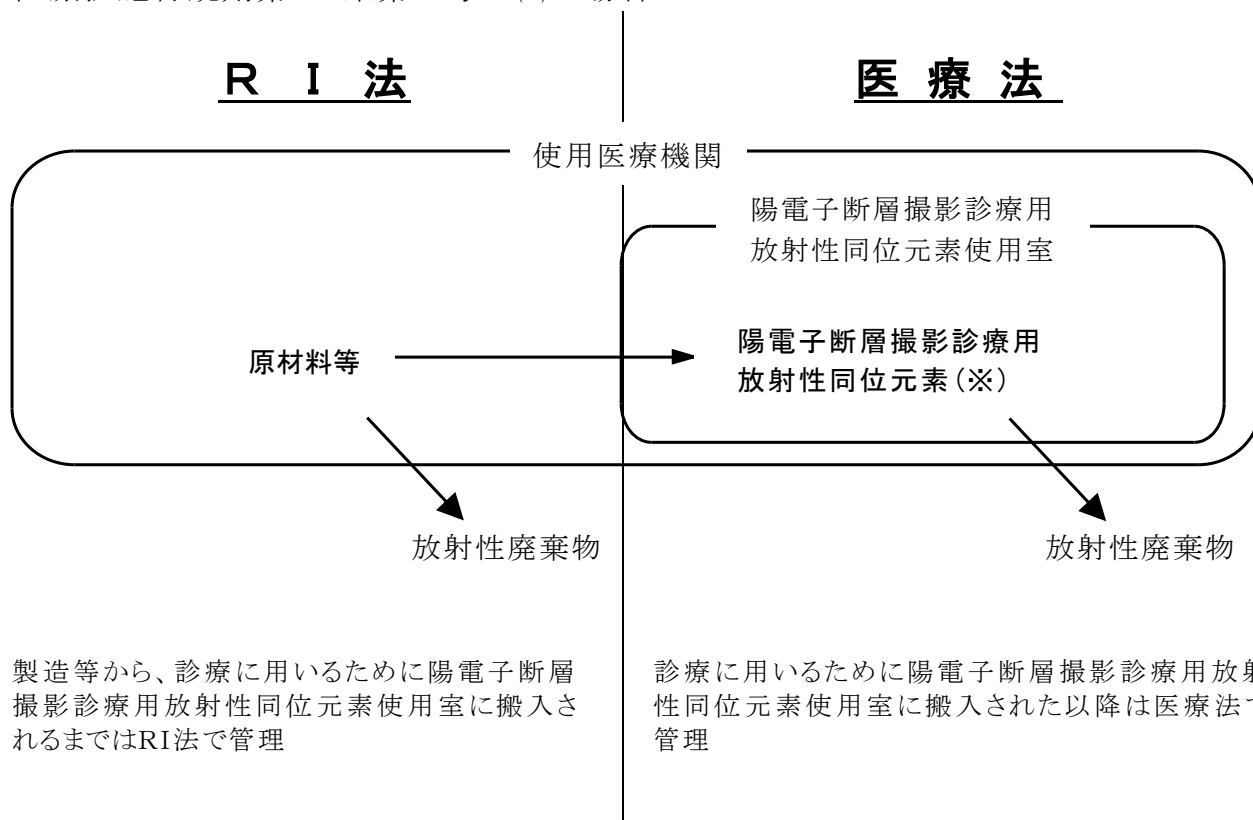 ＲＩ法
医療法
使用医療機関
陽電子断層撮影診療用
放射性同位元素使用室
原材料等
陽電子断層撮影診療用
放射性同位元素(※)
放射性廃棄物
放射性廃棄物
製造等から、診療に用いるために陽電子断層
撮影診療用放射性同位元素使用室に搬入さ
れるまではRI法で管理
診療に用いるために陽電子断層撮影診療用放射
性同位元素使用室に搬入された以降は医療法で
管理